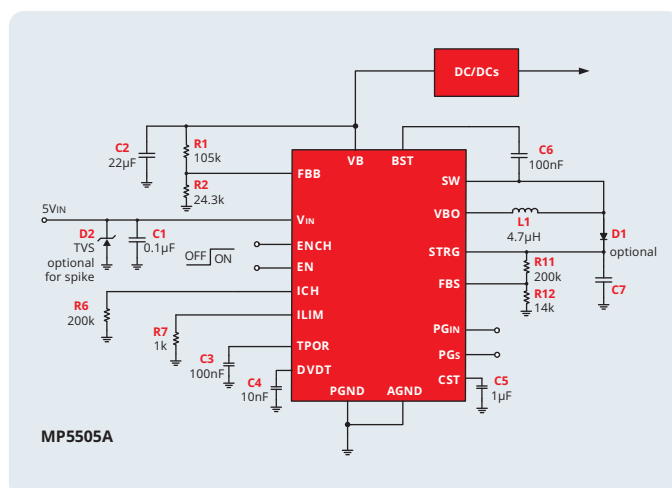 DC/DCs
C2
22µF
R1
105k
R2
24.3k
VB
BST
C6
100nF
FBB
SW
5VIN
VIN
VBO
L1
4.7µH
D2
TVS
optional
for spike
C1
0.1µF
ENCH
OFF
ON
EN
STRG
D1
optional
R11
200k
FBS
R12
14k
C7
ICH
R6
200k
ILIM
R7
1k
PGIN
TPOR
C3
100nF
PGS
DVDT
C4
10nF
CST
C5
1µF
PGND
AGND
MP5505A